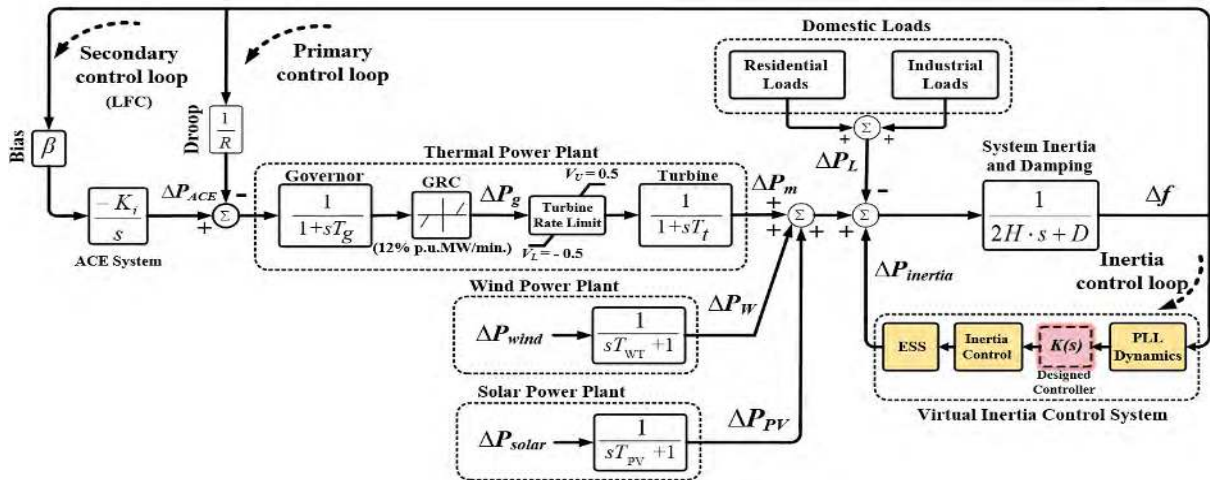 Domestic Loads
Residential
Loads
Industrial
Loads
Secondary
control loop
(LFC)
Primary
control loop
Bias
β
Droop
1
R
ΔP_ACE
- K_i
s
ACE System
+
-
Σ
Thermal Power Plant
Governor
1
1+sT_g
GRC
(12% p.u.MW/min.)
ΔP_g
V_U = 0.5
Turbine
Rate Limit
V_L = - 0.5
Turbine
1
1+sT_t
ΔP_m
+
+
+
Σ
+
Σ
+
+
ΔP_L
-
Σ
+
System Inertia
and Damping
1
2H · s + D
Δf
Inertia
control loop
ΔP_inertia
Wind Power Plant
ΔP_wind
1
sT_WT +1
ΔP_W
Solar Power Plant
ΔP_solar
1
sT_PV +1
ΔP_PV
ESS
Inertia
Control
K(s)
Designed
Controller
PLL
Dynamics
Virtual Inertia Control System